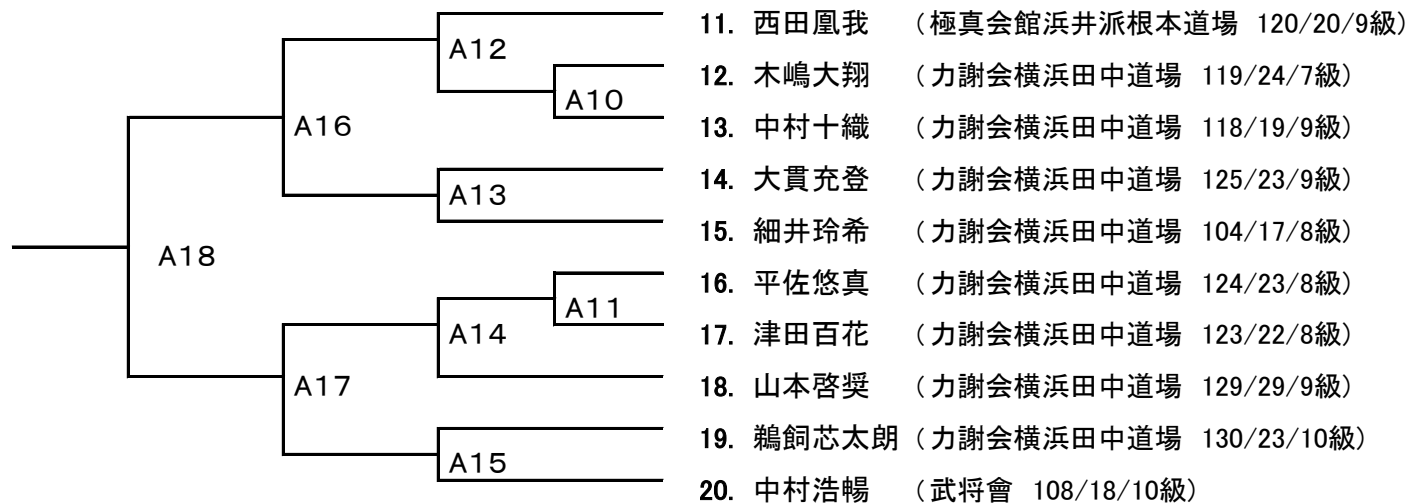 11. 西田凰我 （極真会館浜井派根本道場 120/20/9級）
A12
12. 木嶋大翔 （力謝会横浜田中道場 119/24/7級）
A10
13. 中村十織 （力謝会横浜田中道場 118/19/9級）
A16
14. 大貫充登 （力謝会横浜田中道場 125/23/9級）
A13
15. 細井玲希 （力謝会横浜田中道場 104/17/8級）
A18
16. 平佐悠真 （力謝会横浜田中道場 124/23/8級）
A11
17. 津田百花 （力謝会横浜田中道場 123/22/8級）
A14
18. 山本啓奨 （力謝会横浜田中道場 129/29/9級）
A17
19. 鵜飼芯太朗 （力謝会横浜田中道場 130/23/10級）
A15
20. 中村浩暢 （武将會 108/18/10級）